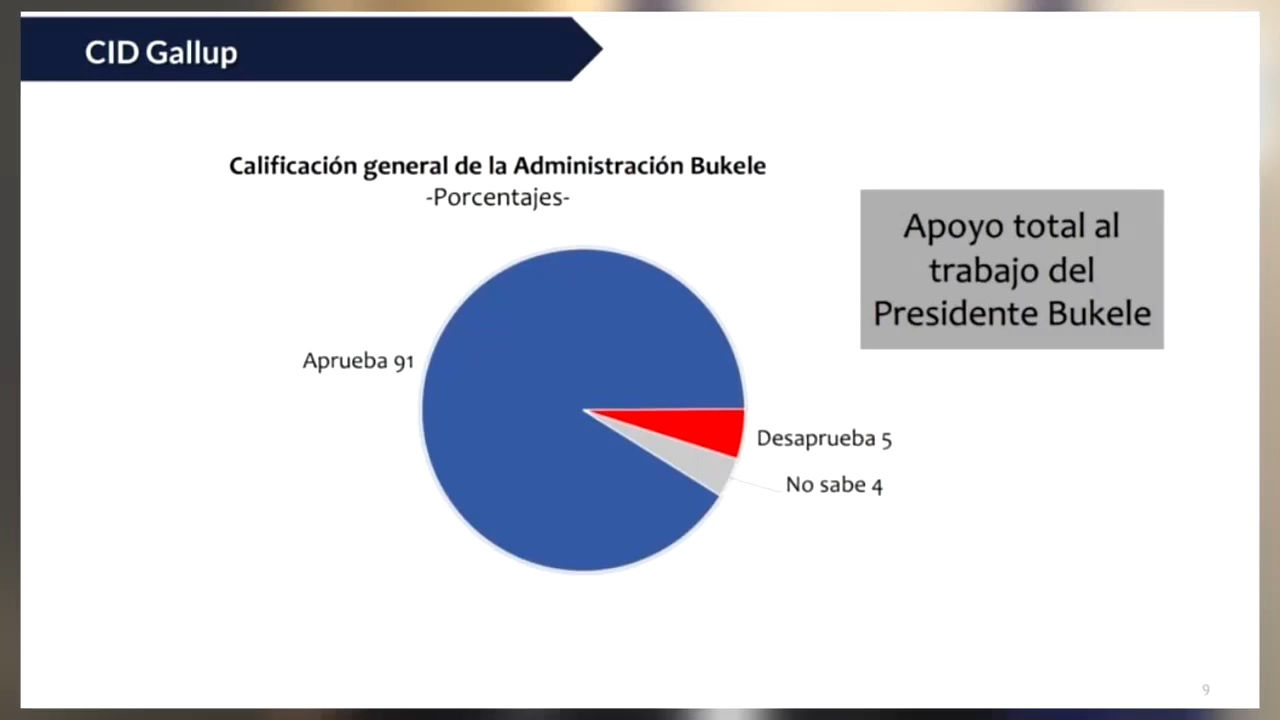 CID Gallup
Calificación general de la Administración Bukele
-Porcentajes-
Apoyo total al
trabajo del
Presidente Bukele
Aprueba 91
Desaprueba 5
No sabe 4
9